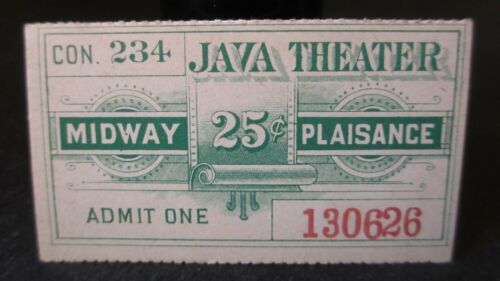 CON. 234 JAVA THEATER
MIDWAY 25¢ PLAISANCE
ADMIT ONE 130626